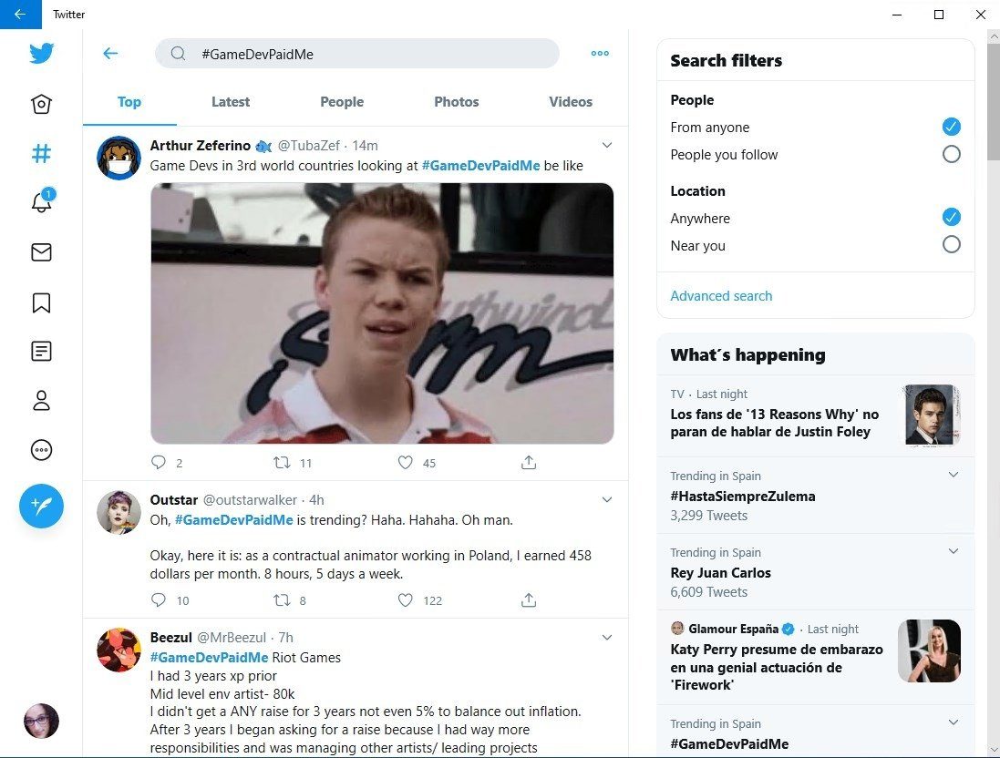 Twitter
#GameDevPaidMe
Top
Latest
People
Photos
Videos
Arthur Zeferino @TubaZef · 14m
Game Devs in 3rd world countries looking at #GameDevPaidMe be like
2
11
45
Outstar @outstarwalker · 4h
Oh, #GameDevPaidMe is trending? Haha. Hahaha. Oh man.
Okay, here it is: as a contractual animator working in Poland, I earned 458
dollars per month. 8 hours, 5 days a week.
10
8
122
Beezul @MrBeezul · 7h
#GameDevPaidMe Riot Games
I had 3 years xp prior
Mid level env artist- 80k
I didn't get a ANY raise for 3 years not even 5% to balance out inflation.
After 3 years I began asking for a raise because I had way more
responsibilities and was managing other artists/ leading projects
1
Search filters
People
From anyone
People you follow
Location
Anywhere
Near you
Advanced search
What´s happening
TV · Last night
Los fans de '13 Reasons Why' no
paran de hablar de Justin Foley
Trending in Spain
#HastaSiempreZulema
3,299 Tweets
Trending in Spain
Rey Juan Carlos
6,609 Tweets
Glamour España · Last night
Katy Perry presume de embarazo
en una genial actuación de
'Firework'
Trending in Spain
#GameDevPaidMe